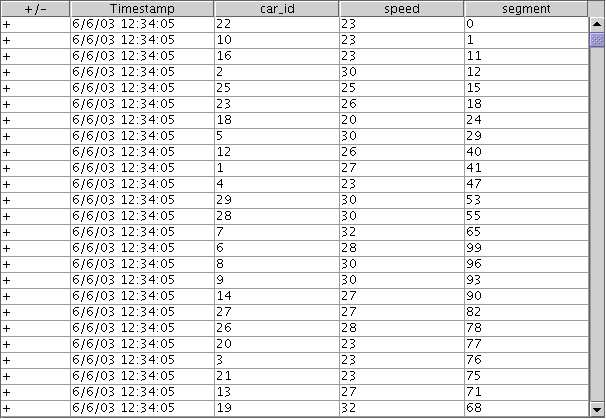 +/- Timestamp car_id speed segment
+ 6/6/03 12:34:05 22 23 0
+ 6/6/03 12:34:05 10 23 1
+ 6/6/03 12:34:05 16 23 11
+ 6/6/03 12:34:05 2 30 12
+ 6/6/03 12:34:05 25 25 15
+ 6/6/03 12:34:05 23 26 18
+ 6/6/03 12:34:05 18 20 24
+ 6/6/03 12:34:05 5 30 29
+ 6/6/03 12:34:05 12 26 40
+ 6/6/03 12:34:05 1 27 41
+ 6/6/03 12:34:05 4 23 47
+ 6/6/03 12:34:05 29 30 53
+ 6/6/03 12:34:05 28 30 55
+ 6/6/03 12:34:05 7 32 65
+ 6/6/03 12:34:05 6 28 99
+ 6/6/03 12:34:05 8 30 96
+ 6/6/03 12:34:05 9 30 93
+ 6/6/03 12:34:05 14 27 90
+ 6/6/03 12:34:05 27 27 82
+ 6/6/03 12:34:05 26 28 78
+ 6/6/03 12:34:05 20 23 77
+ 6/6/03 12:34:05 3 23 76
+ 6/6/03 12:34:05 21 23 75
+ 6/6/03 12:34:05 13 27 71
+ 6/6/03 12:34:05 19 32 68